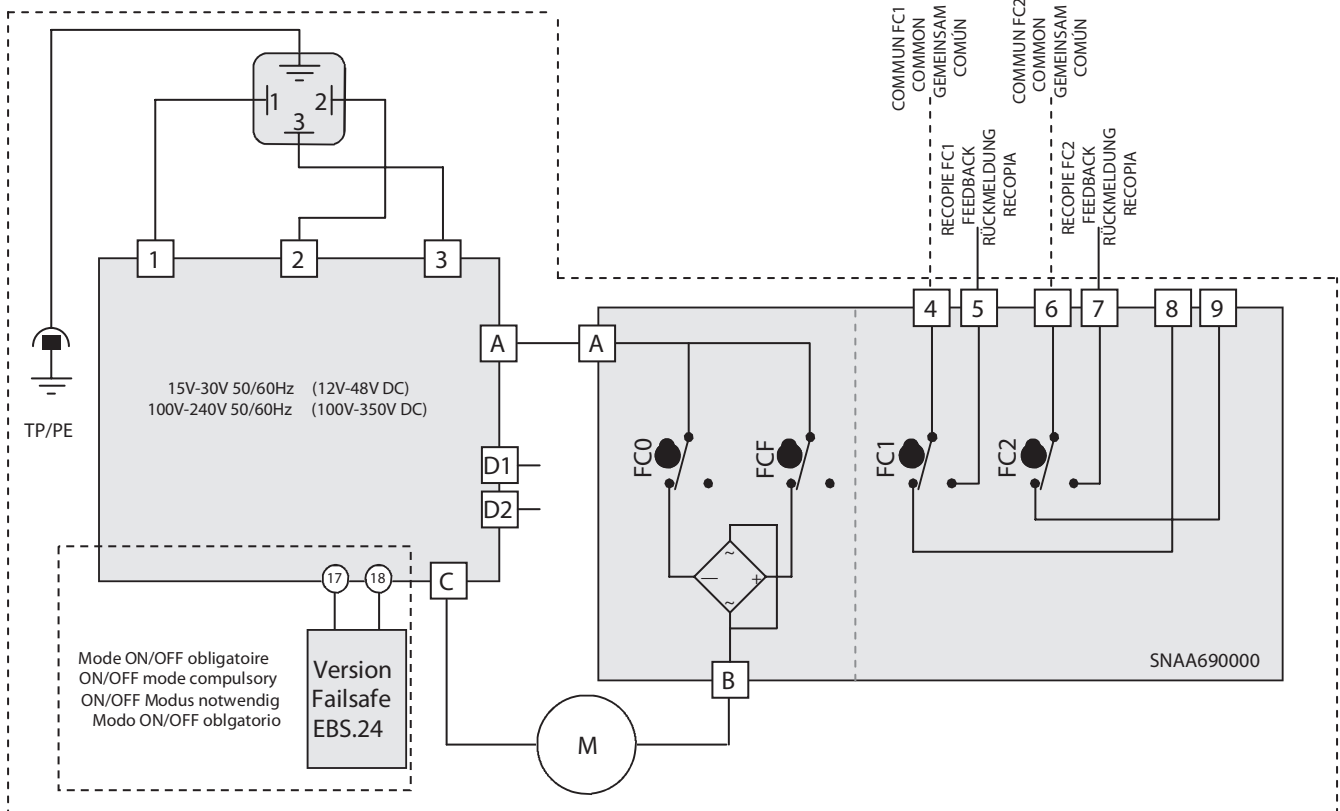 COMMUN FC1
COMMON
GEMEINSAM
COMÚN
COMMUN FC2
COMMON
GEMEINSAM
COMÚN
RECOPIE FC1
FEEDBACK
RÜCKMELDUNG
RECOPIA
RECOPIE FC2
FEEDBACK
RÜCKMELDUNG
RECOPIA
1 2
3
1 2 3
4 5 6 7 8 9
A A
15V-30V 50/60Hz (12V-48V DC)
100V-240V 50/60Hz (100V-350V DC)
TP/PE
FC0 FCF FC1 FC2
D1
D2
~
− +
~
17 18
C
Mode ON/OFF obligatoire
ON/OFF mode compulsory
ON/OFF Modus notwendig
Modo ON/OFF oblgatorio
Version
Failsafe
EBS.24
SNAA690000
B
M